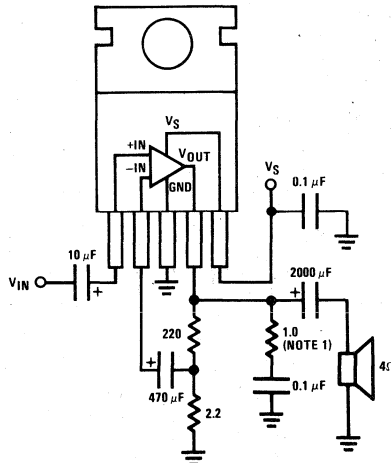 VS
+IN
VOUT
-IN
GND
VS
0.1 μF
10 μF
2000 μF
VIN
+
+
220
1.0
(NOTE 1)
4Ω
+
470 μF
0.1 μF
2.2